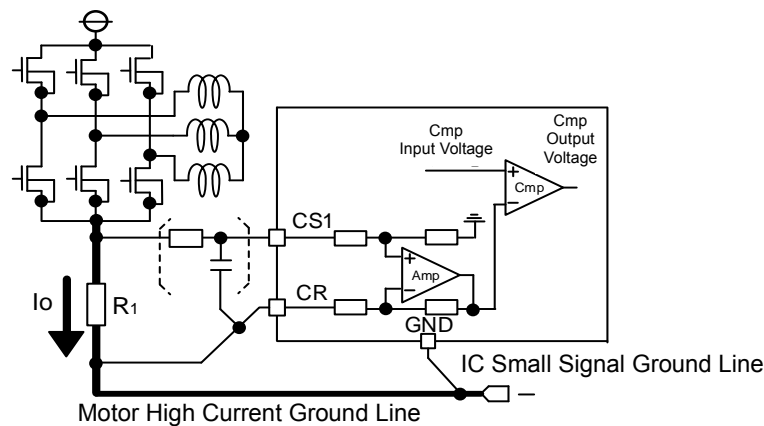 Cmp
Input Voltage
Cmp
Output
Voltage
+
Cmp
−
CS1
+
Amp
−
CR
GND
Io
R1
IC Small Signal Ground Line
−
Motor High Current Ground Line